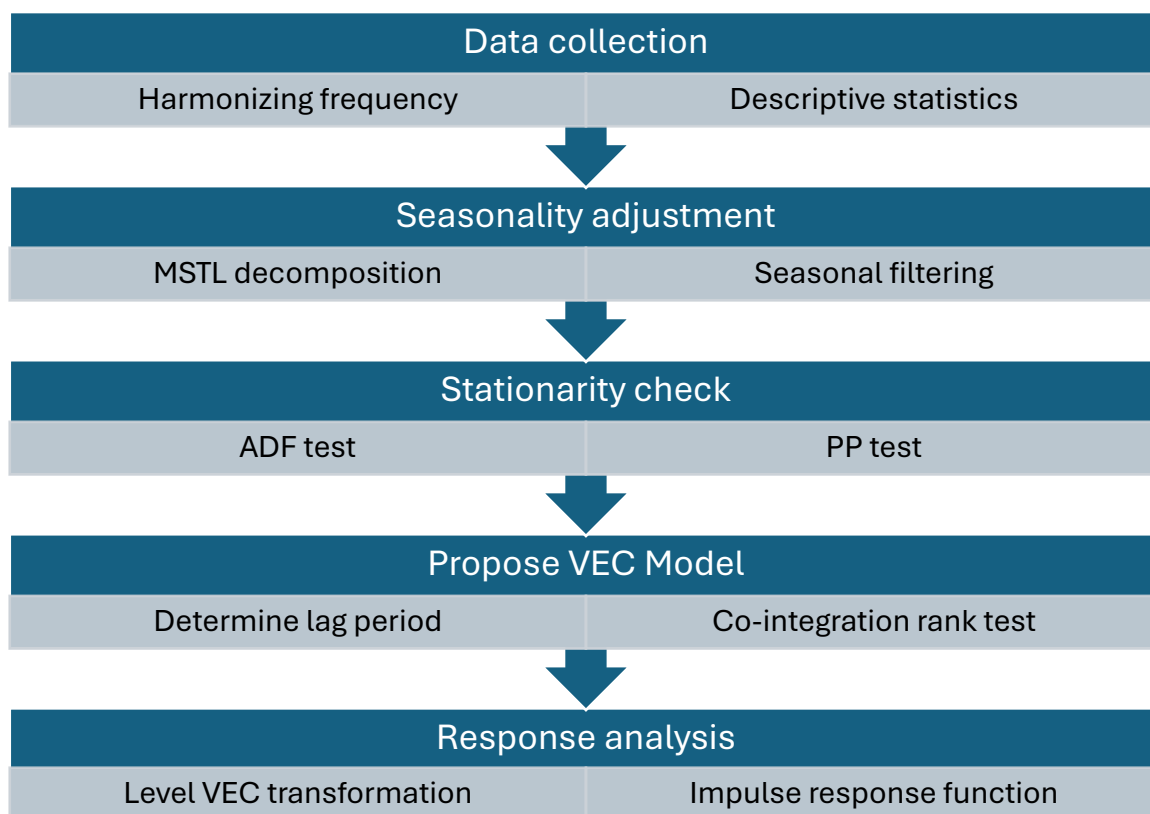 Data collection
Harmonizing frequency
Descriptive statistics
Seasonality adjustment
MSTL decomposition
Seasonal filtering
Stationarity check
ADF test
PP test
Propose VEC Model
Determine lag period
Co-integration rank test
Response analysis
Level VEC transformation
Impulse response function